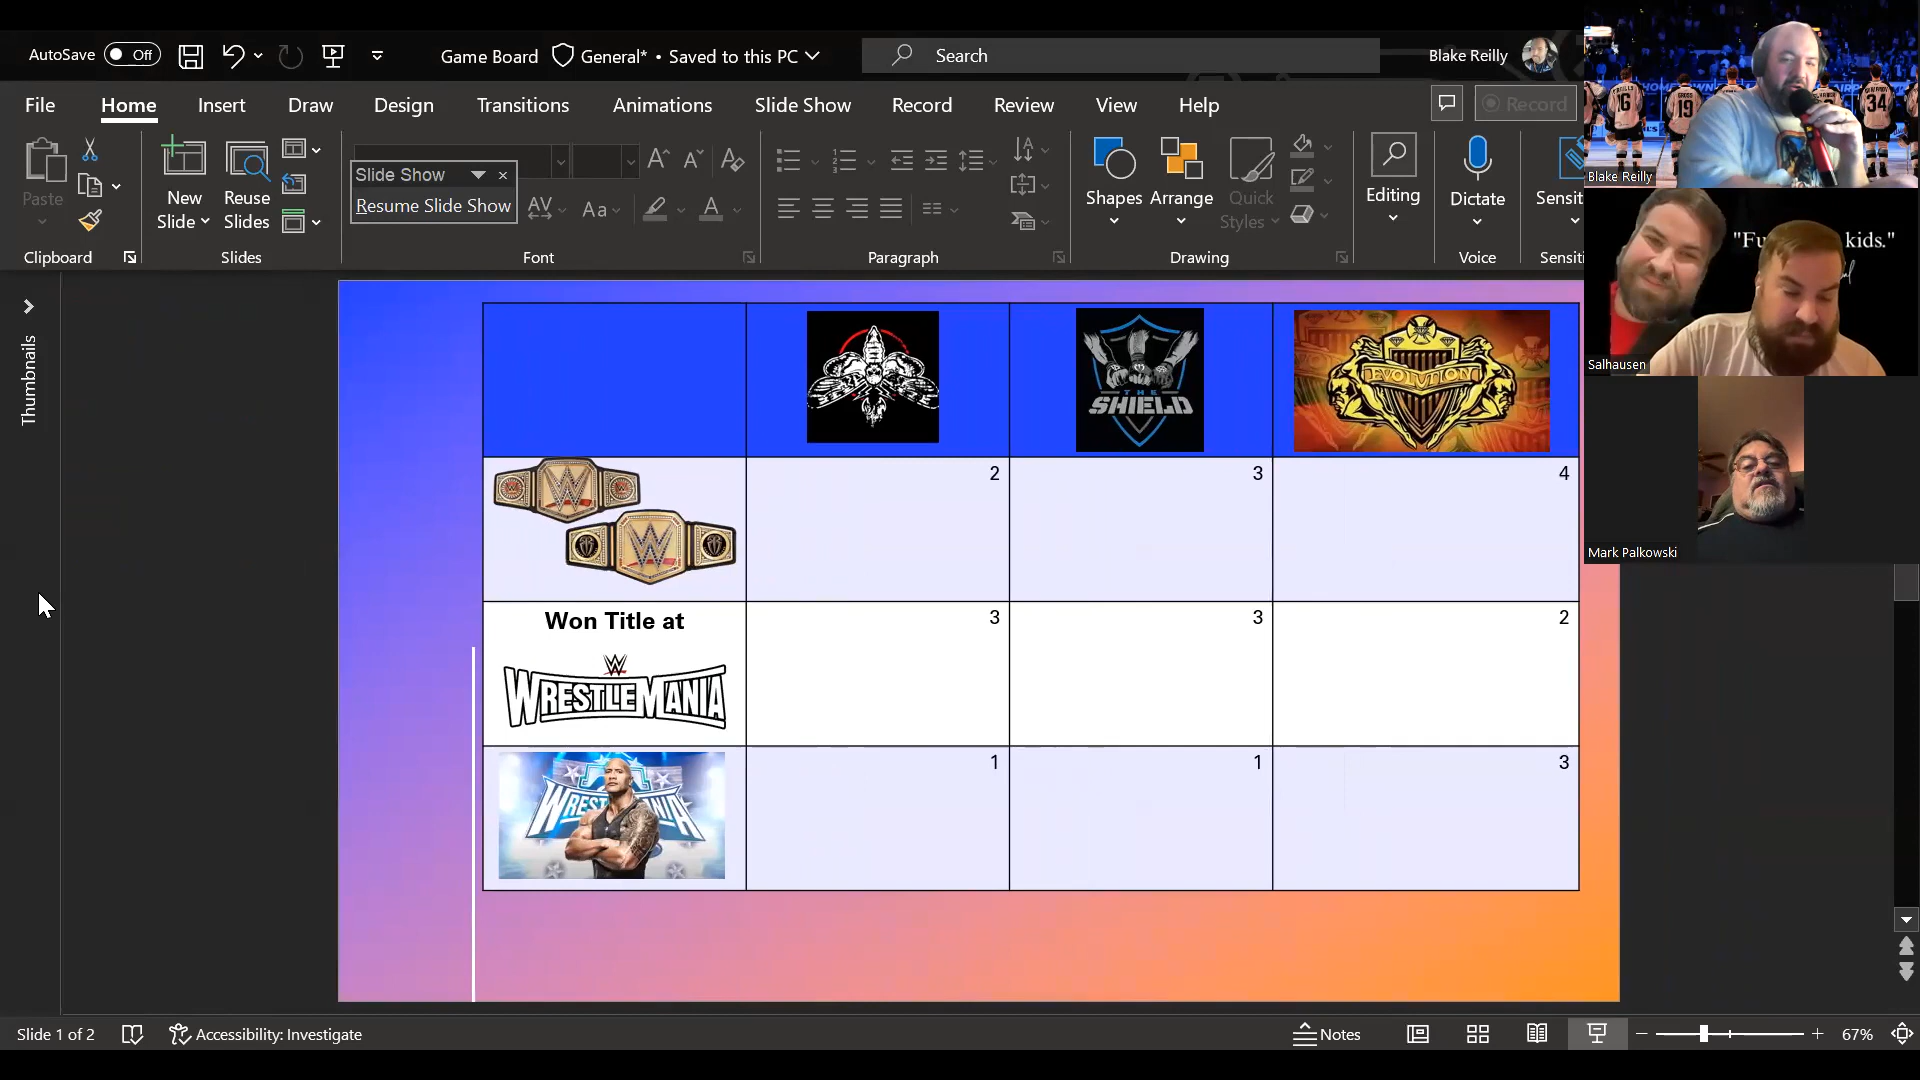 AutoSave Off
Game Board General* • Saved to this PC
Search
Blake Reilly
File Home Insert Draw Design Transitions Animations Slide Show Record Review View Help
Record
Paste
New Slide
Reuse Slides
Slide Show
Resume Slide Show
Shapes
Arrange
Quick Styles
Editing
Dictate
Sensit
Clipboard
Slides
Font
Paragraph
Drawing
Voice
Sensiti
Thumbnails
THE SHIELD
EVOLUTION
2 3 4
Won Title at
WRESTLEMANIA
3 3 2
1 1 3
16
19
34
Blake Reilly
"Fu kids."
Salhausen
Mark Palkowski
Slide 1 of 2
Accessibility: Investigate
Notes
67%